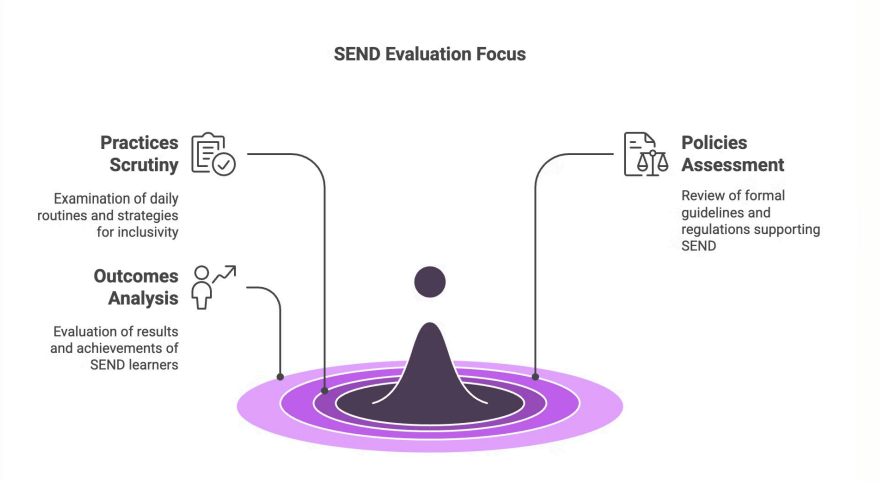 SEND Evaluation Focus
Practices
Scrutiny
Examination of daily
routines and strategies
for inclusivity
Outcomes
Analysis
Evaluation of results
and achievements of
SEND learners
Policies
Assessment
Review of formal
guidelines and
regulations supporting
SEND